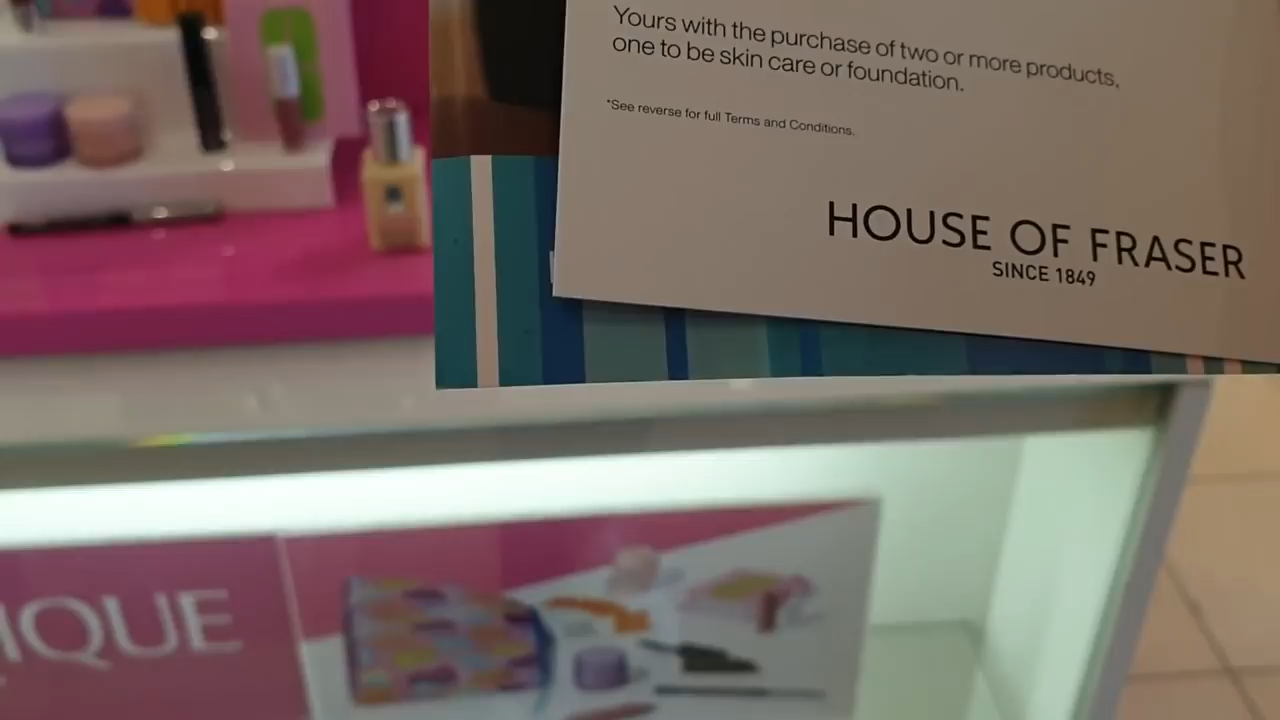 Yours with the purchase of two or more products,
one to be skin care or foundation.
*See reverse for full Terms and Conditions.
HOUSE OF FRASER
SINCE 1849
IQUE